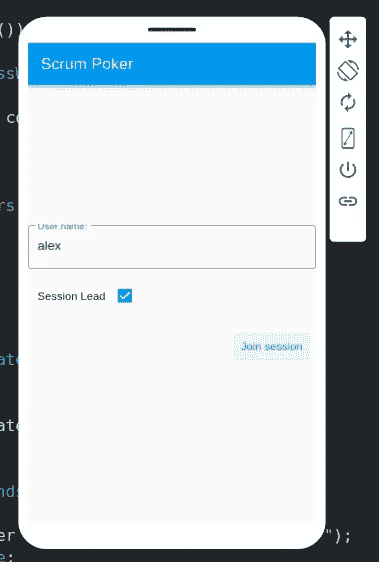 ())
Scrum Poker
ss
co
rs
User name:
alex
Session Lead
Join session
ate
ate
nds
er
");
e: